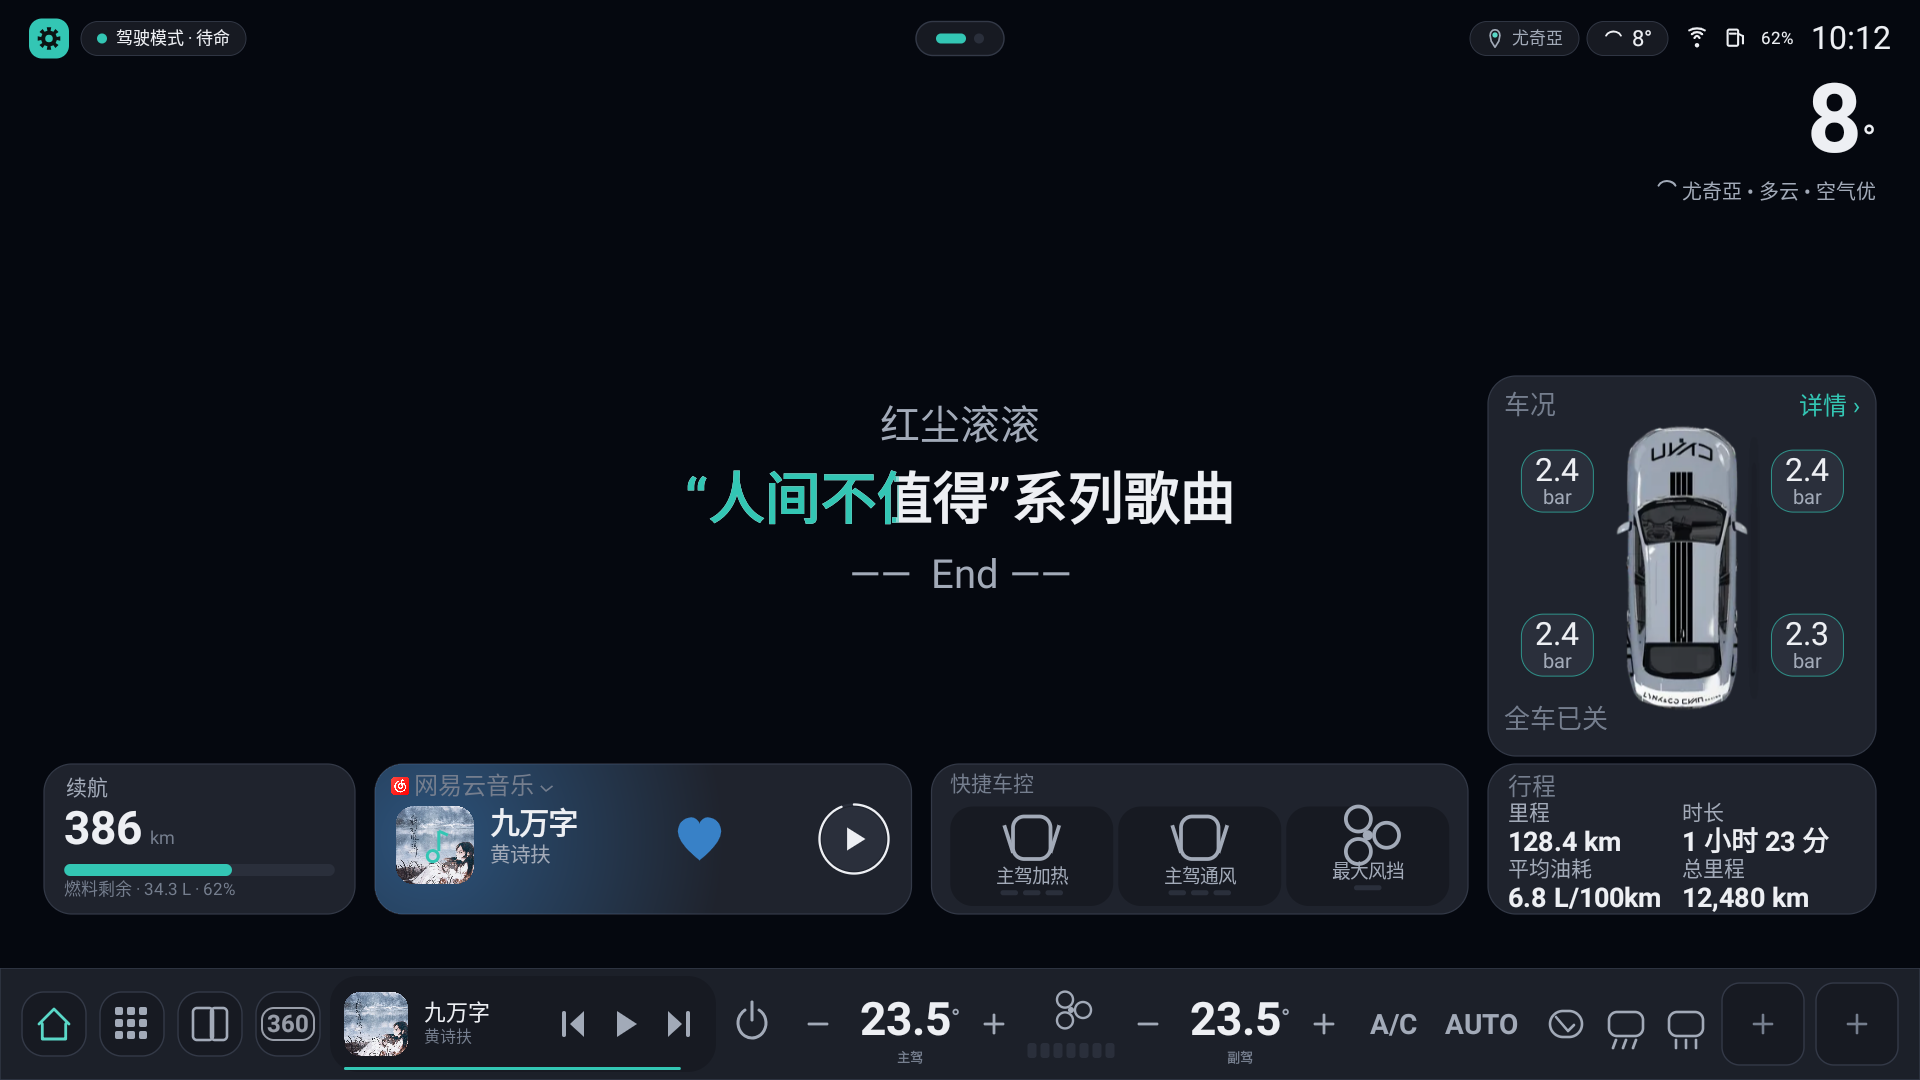 驾驶模式 · 待命
尤奇亞
8°
62%
10:12
8°
尤奇亞 • 多云 • 空气优
红尘滚滚
“人间不值得”系列歌曲
—— End ——
车况
详情 ›
2.4
bar
2.4
bar
2.4
bar
2.3
bar
全车已关
续航
386 km
燃料剩余 · 34.3 L · 62%
网易云音乐
九万字
黄诗扶
快捷车控
主驾加热
主驾通风
最大风挡
行程
里程
128.4 km
时长
1 小时 23 分
平均油耗
6.8 L/100km
总里程
12,480 km
360
九万字
黄诗扶
23.5°
主驾
23.5°
副驾
A/C
AUTO